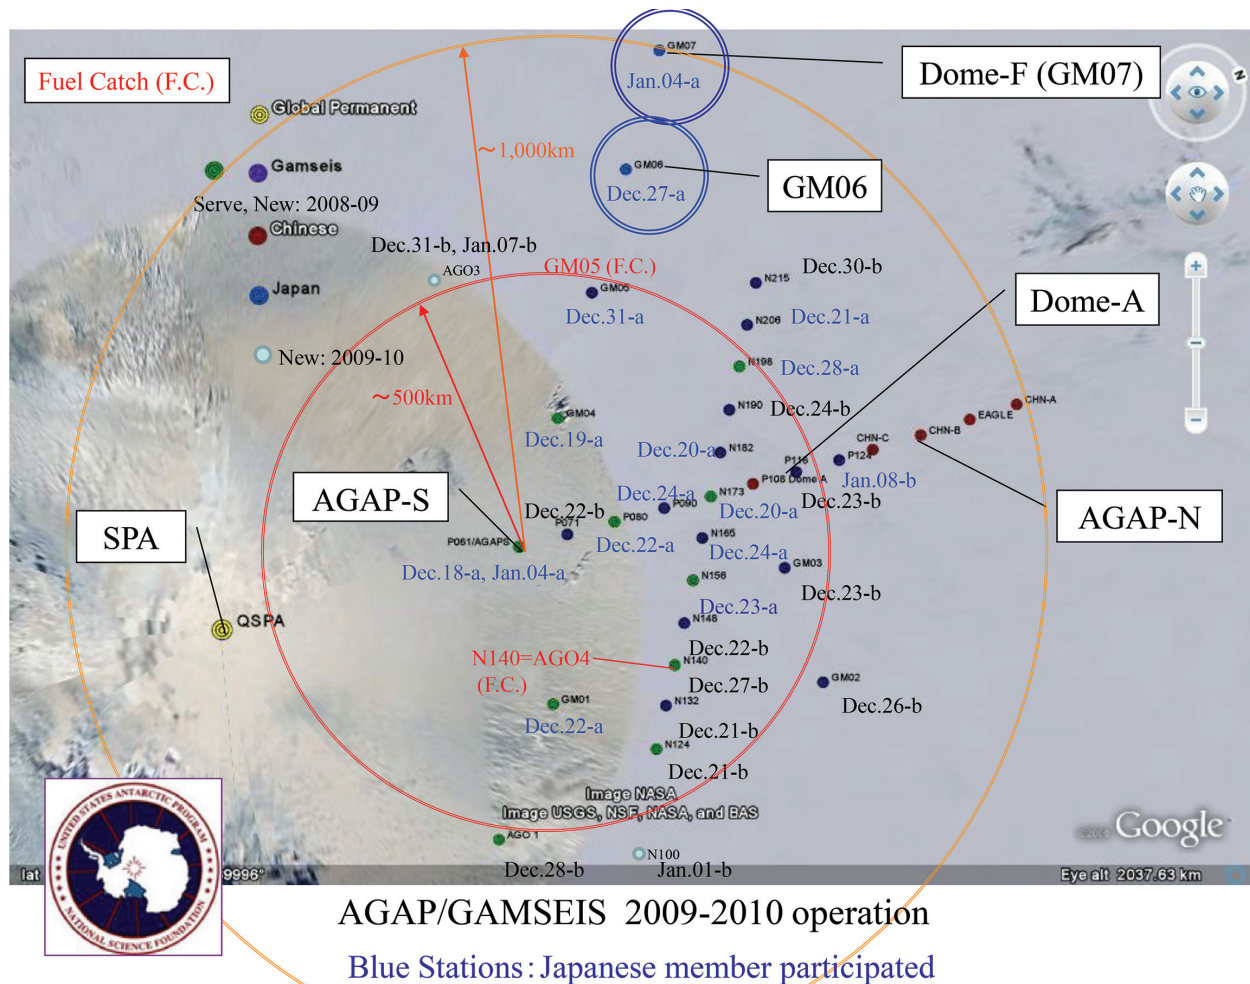 GM07
Fuel Catch (F.C.)
Jan.04-a
Dome-F (GM07)
N
Global Permanent
~1,000km
Gamseis
GM06
GM06
Dec.27-a
Serve, New: 2008-09
Chinese
Dec.31-b, Jan.07-b
AGO3
GM05 (F.C.)
Dec.30-b
N215
Japan
GM05
Dec.31-a
N206
Dec.21-a
Dome-A
New: 2009-10
N198
Dec.28-a
~500km
N190
Dec.24-b
CHN-A
GM04
EAGLE
Dec.19-a
CHN-B
N182
Dec.20-a
CHN-C
P116
P124
P108 Dome A
Jan.08-b
AGAP-S
Dec.24-a
N173
Dec.23-b
Dec.22-b
P090
Dec.20-a
AGAP-N
P071
P080
SPA
P061/AGAPS
Dec.22-a
N165
Dec.24-a
Dec.18-a, Jan.04-a
GM03
N156
Dec.23-b
Dec.23-a
QSPA
N148
Dec.22-b
N140=AGO4
(F.C.)
N140
Dec.27-b
GM02
Dec.26-b
GM01
Dec.22-a
N132
Dec.21-b
N124
Dec.21-b
Image NASA
Image USGS, NSF, NASA, and BAS
©2008 Google
AGO 1
Dec.28-b
N100
Jan.01-b
lat
9996°
Eye alt 2037.63 km
UNITED STATES ANTARCTIC PROGRAM
NATIONAL SCIENCE FOUNDATION
AGAP/GAMSEIS 2009-2010 operation
Blue Stations : Japanese member participated